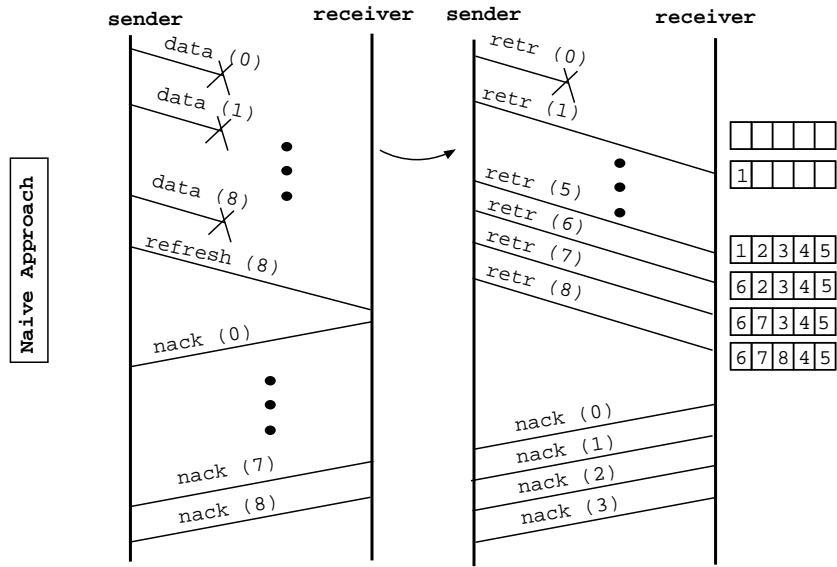 sender
receiver
sender
receiver
Naive Approach
data (0)
data (1)
data (8)
refresh (8)
nack (0)
nack (7)
nack (8)
retr (0)
retr (1)
retr (5)
retr (6)
retr (7)
retr (8)
nack (0)
nack (1)
nack (2)
nack (3)
1
1 2 3 4 5
6 2 3 4 5
6 7 3 4 5
6 7 8 4 5